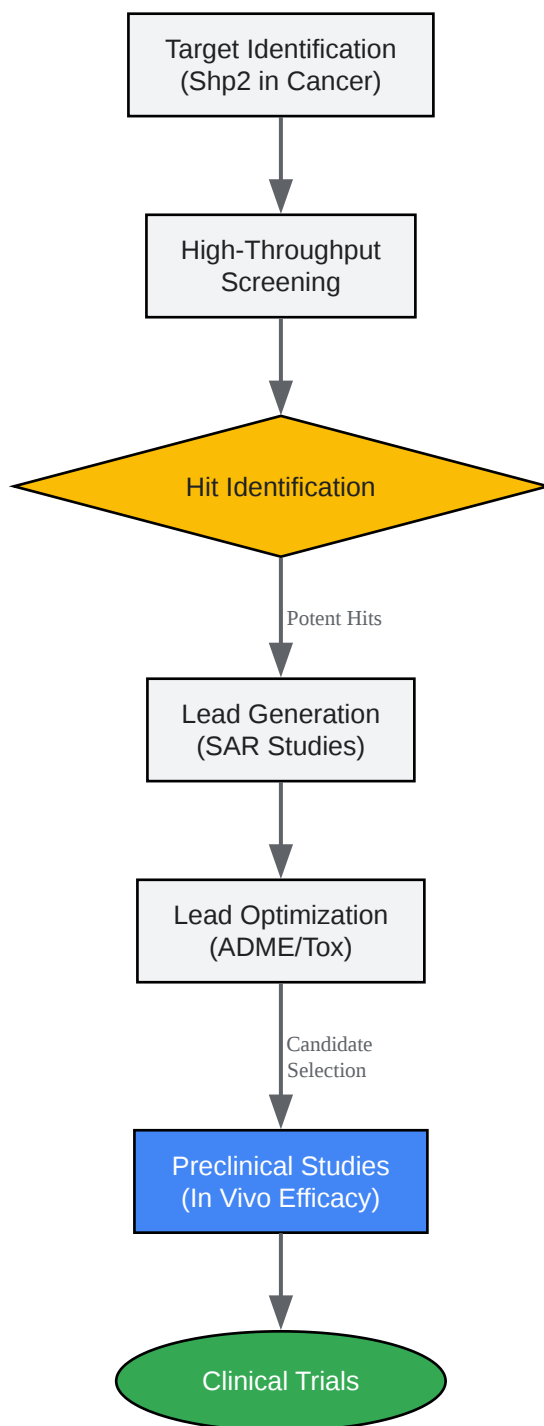 Target Identification
(Shp2 in Cancer)
High-Throughput
Screening
Hit Identification
Potent Hits
Lead Generation
(SAR Studies)
Lead Optimization
(ADME/Tox)
Candidate
Selection
Preclinical Studies
(In Vivo Efficacy)
Clinical Trials